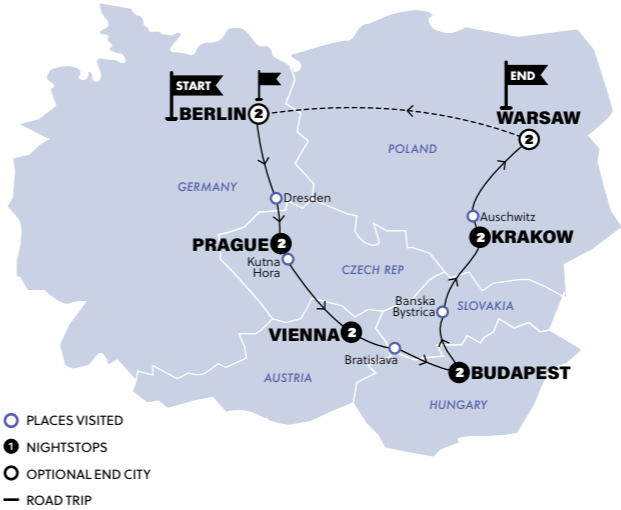 START
END
BERLIN 2
WARSAW
2
POLAND
GERMANY
Dresden
Auschwitz
PRAGUE 2
2 KRAKOW
Kutna
Hora
CZECH REP
Banska
Bystrica
SLOVAKIA
VIENNA 2
Bratislava
2 BUDAPEST
AUSTRIA
HUNGARY
PLACES VISITED
1 NIGHTSTOPS
OPTIONAL END CITY
ROAD TRIP